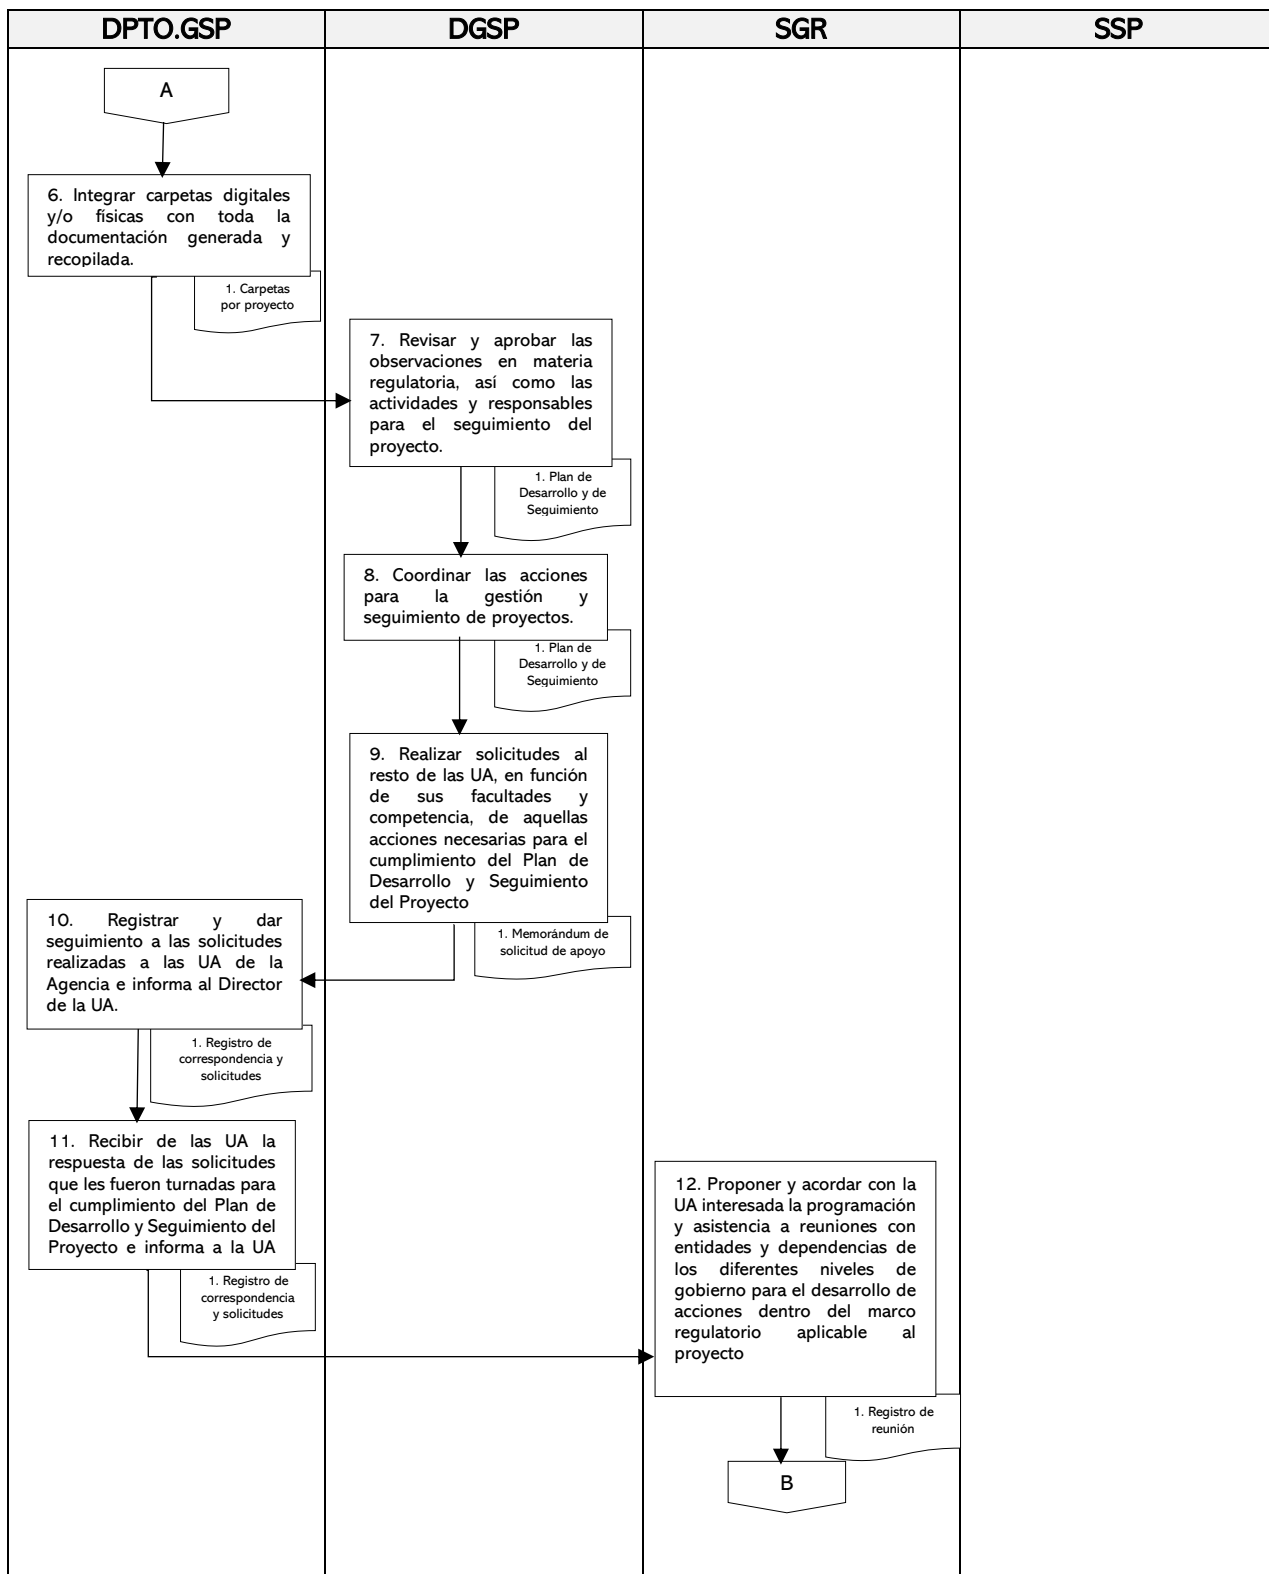 DPTO.GSP
DGSP
SGR
SSP
A
6. Integrar carpetas digitales
y/o físicas con toda la
documentación generada y
recopilada.
1. Carpetas
por proyecto
7. Revisar y aprobar las
observaciones en materia
regulatoria, así como las
actividades y responsables
para el seguimiento del
proyecto.
1. Plan de
Desarrollo y de
Seguimiento
8. Coordinar las acciones
para la gestión y
seguimiento de proyectos.
1. Plan de
Desarrollo y de
Seguimiento
9. Realizar solicitudes al
resto de las UA, en función
de sus facultades y
competencia, de aquellas
acciones necesarias para el
cumplimiento del Plan de
Desarrollo y Seguimiento
del Proyecto
1. Memorándum de
solicitud de apoyo
10. Registrar y dar
seguimiento a las solicitudes
realizadas a las UA de la
Agencia e informa al Director
de la UA.
1. Registro de
correspondencia y
solicitudes
11. Recibir de las UA la
respuesta de las solicitudes
que les fueron turnadas para
el cumplimiento del Plan de
Desarrollo y Seguimiento del
Proyecto e informa a la UA
1. Registro de
correspondencia
y solicitudes
12. Proponer y acordar con la
UA interesada la programación
y asistencia a reuniones con
entidades y dependencias de
los diferentes niveles de
gobierno para el desarrollo de
acciones dentro del marco
regulatorio aplicable al
proyecto
1. Registro de
reunión
B